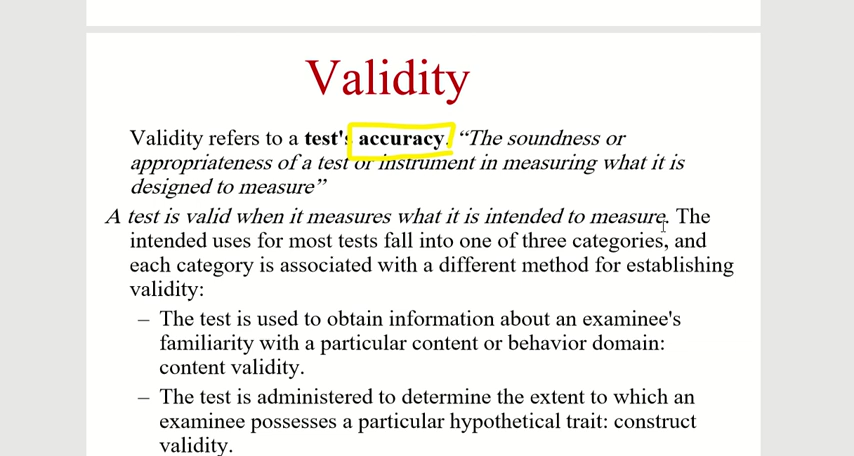 Validity
Validity refers to a test's accuracy. “The soundness or
appropriateness of a test or instrument in measuring what it is
designed to measure”
A test is valid when it measures what it is intended to measure. The
intended uses for most tests fall into one of three categories, and
each category is associated with a different method for establishing
validity:
– The test is used to obtain information about an examinee's
familiarity with a particular content or behavior domain:
content validity.
– The test is administered to determine the extent to which an
examinee possesses a particular hypothetical trait: construct
validity.